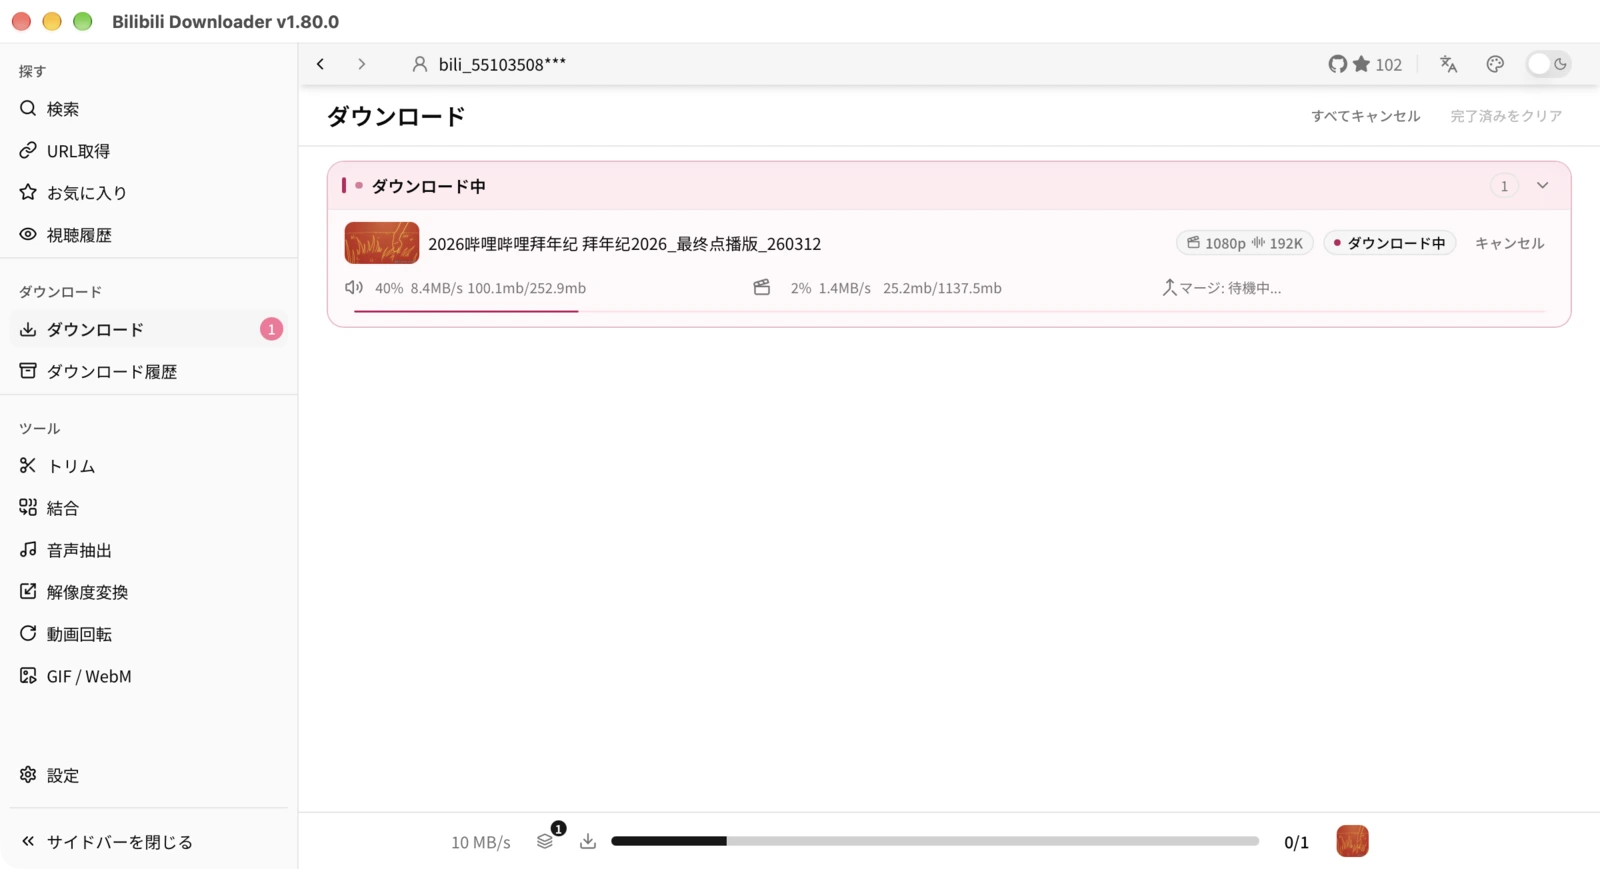 Bilibili Downloader v1.80.0
探す
検索
URL取得
お気に入り
視聴履歴
ダウンロード
ダウンロード 1
ダウンロード履歴
ツール
トリム
結合
音声抽出
解像度変換
動画回転
GIF / WebM
設定
サイドバーを閉じる
bili_55103508*** 102
ダウンロード すべてキャンセル 完了済みをクリア
ダウンロード中 1
2026哔哩哔哩拜年纪 拜年纪2026_最终点播版_260312 1080p 192K ダウンロード中 キャンセル
40% 8.4MB/s 100.1mb/252.9mb 2% 1.4MB/s 25.2mb/1137.5mb マージ: 待機中...
10 MB/s 1 0/1